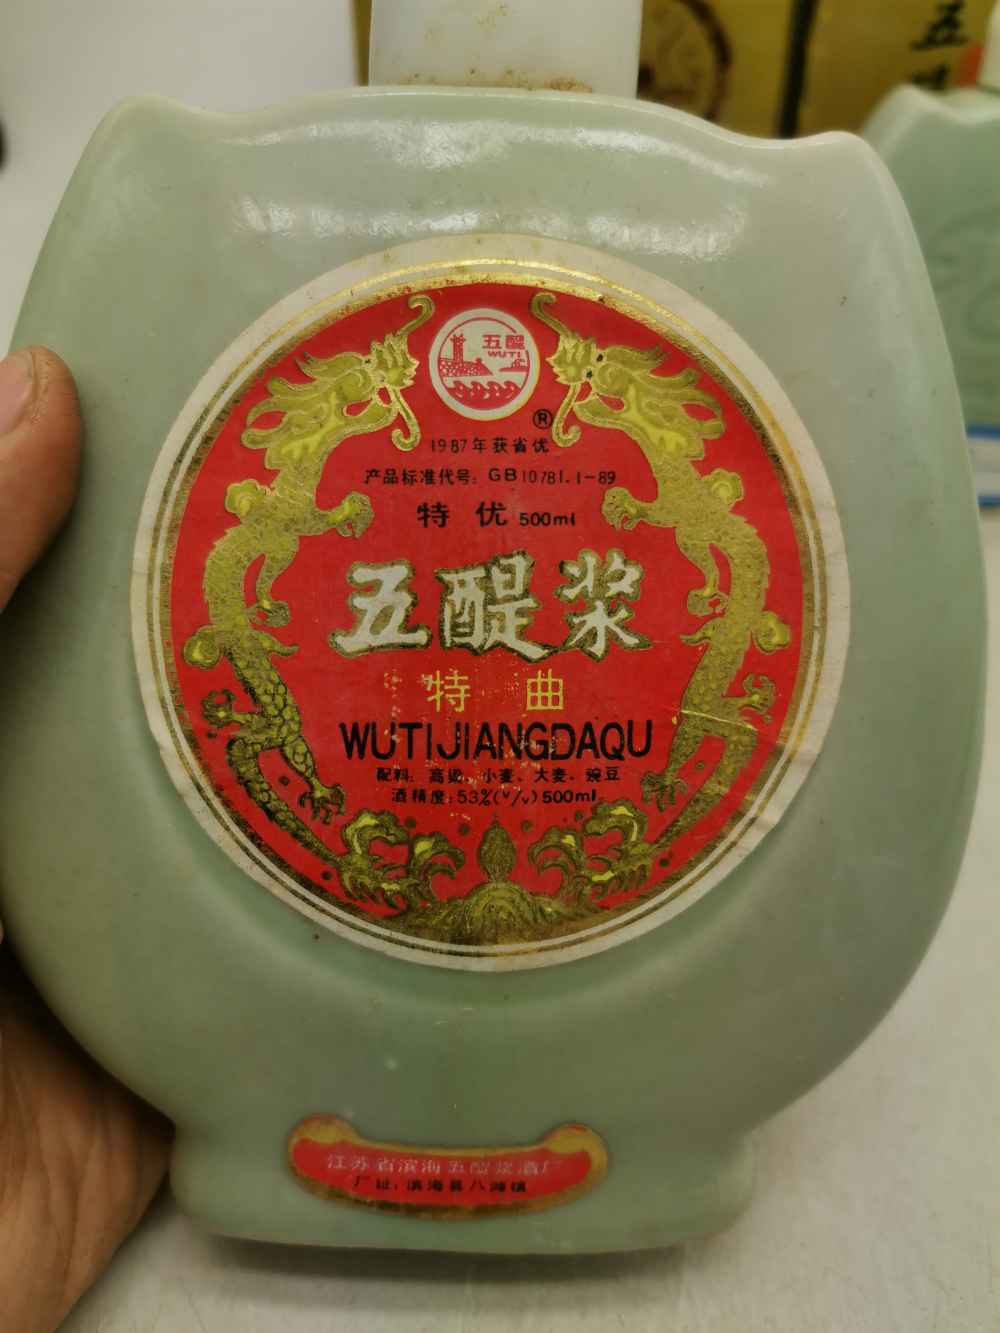 五
五醍
WUTI
®
1987年获省优
产品标准代号：GB10781.1-89
特优 500ml
五醍浆
特曲
WUTIJIANGDAQU
配料：高粱、小麦、大麦、豌豆
酒精度：53%(v/v)500ml
江苏省滨海五醍浆酒厂
厂址：滨海县八滩镇